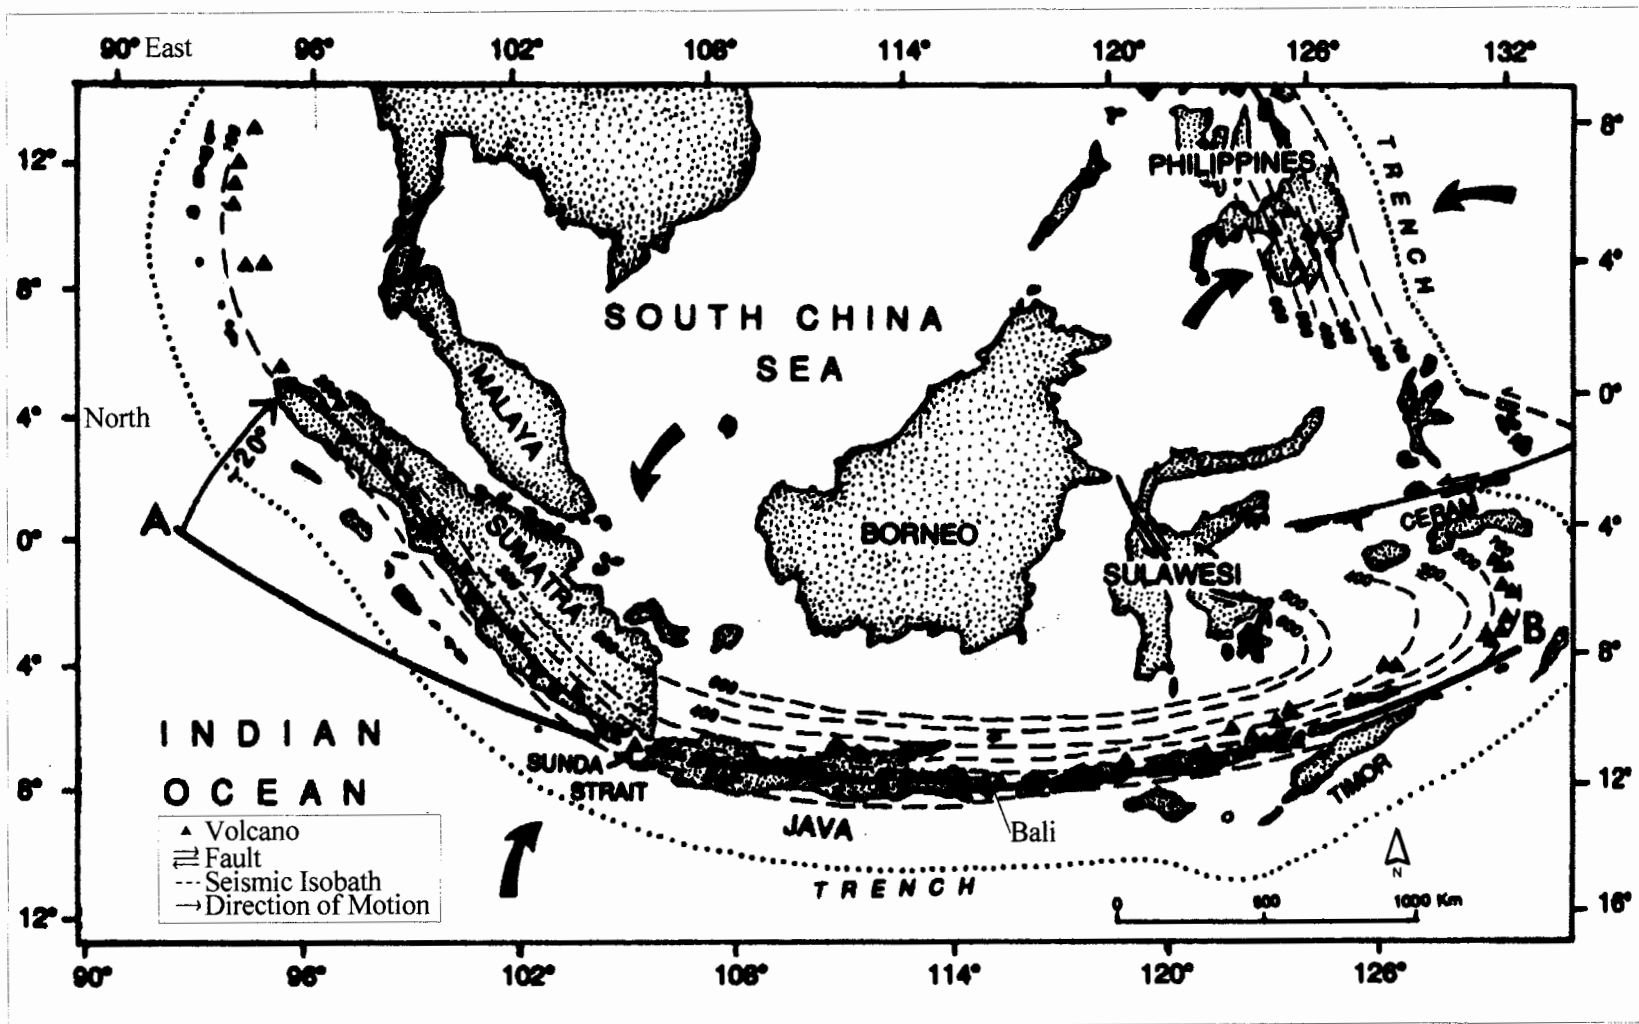 90° East 96° 102° 108° 114° 120° 126° 132°
8°
12°
PHILIPPINES
TRENCH
4°
8°
SOUTH CHINA
SEA
MALAYA
0°
4°
North
20°
A
SUMATRA
BORNEO
CERAM
4°
0°
SULAWESI
B
8°
4°
400
INDIAN
OCEAN
SUNDA
STRAIT
JAVA
Bali
TIMOR
12°
8°
Volcano
Fault
Seismic Isobath
Direction of Motion
TRENCH
N
0 500 1000 Km
16°
12°
90° 96° 102° 108° 114° 120° 126°